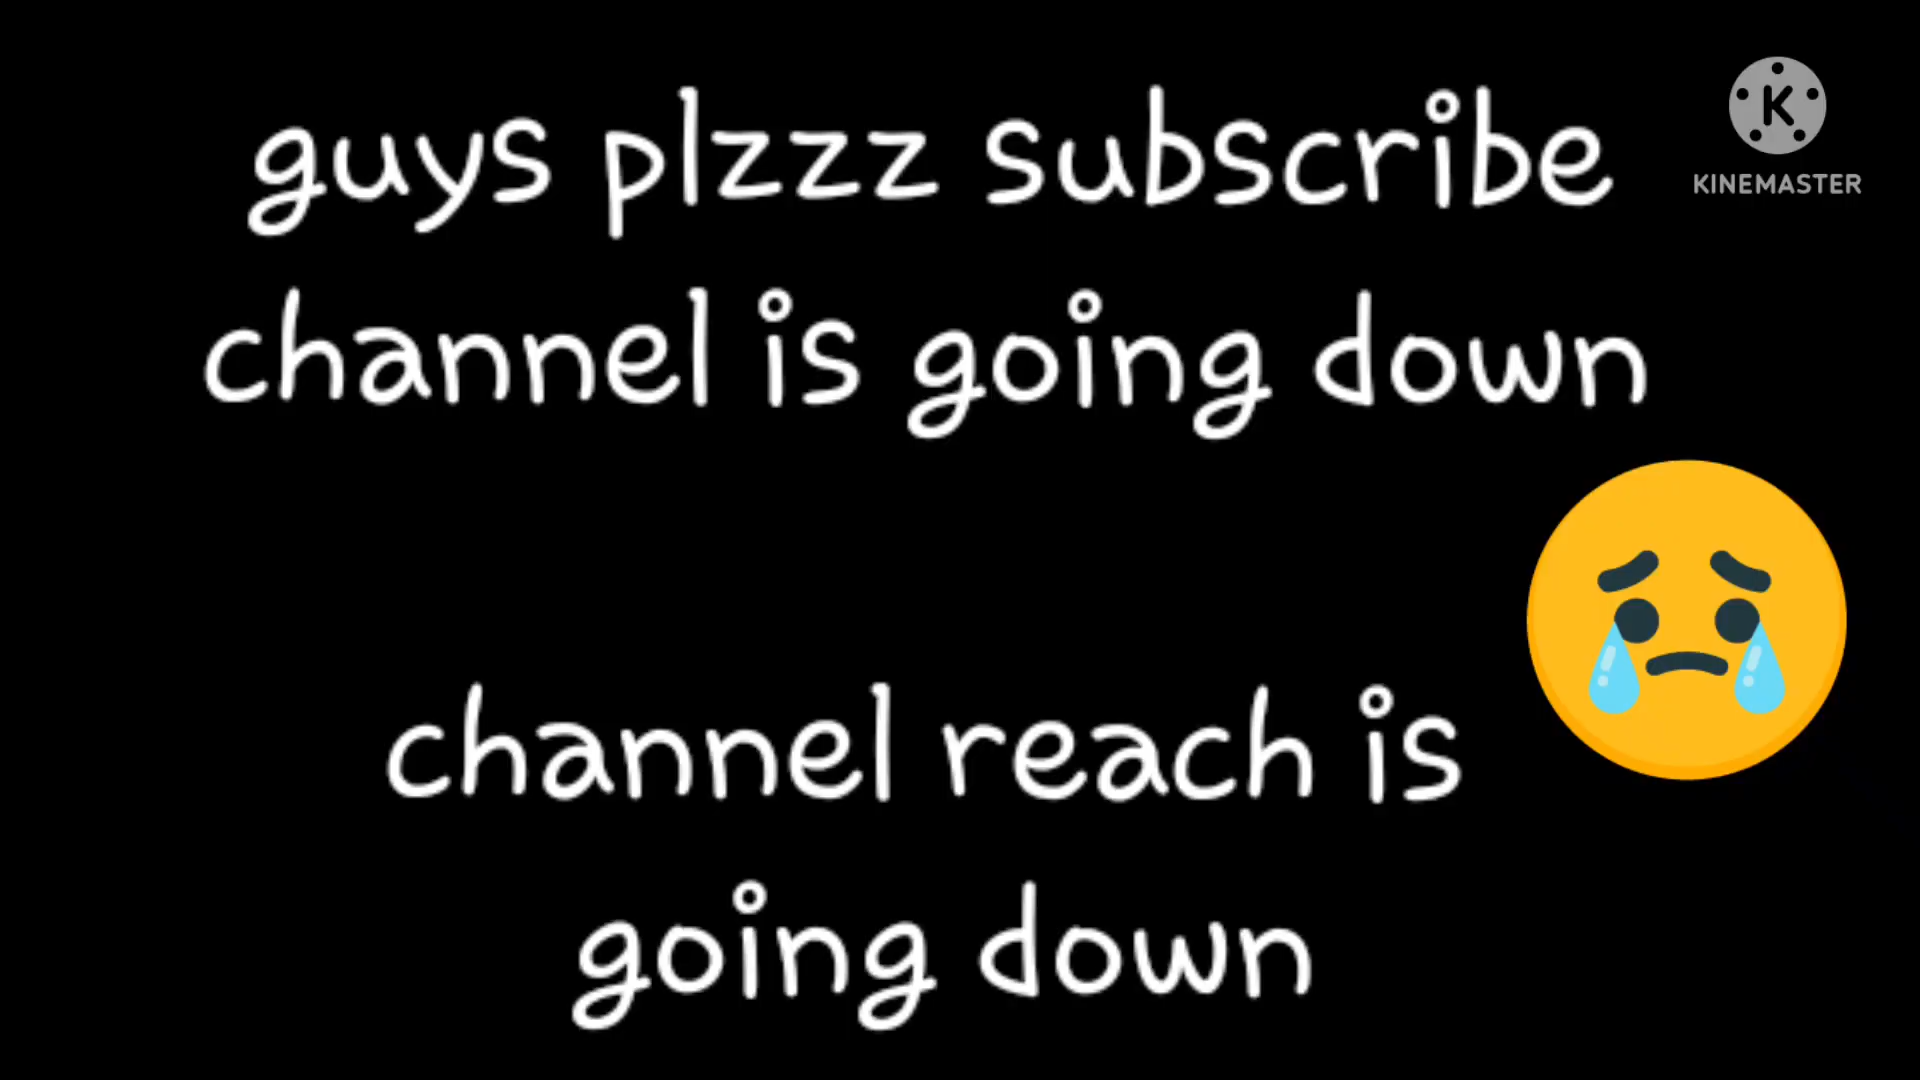 guys plzzz subscribe
channel is going down
channel reach is
going down
K
KINEMASTER